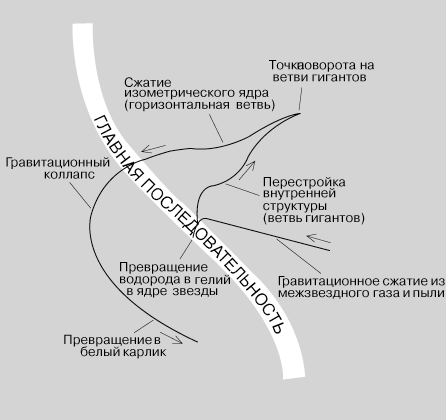 Точкаповорота на
ветви гигантов
Сжатие
изометрического ядра
(горизонтальная ветвь)
ГЛАВНАЯ ПОСЛЕДОВАТЕЛЬНОСТЬ
Гравитационный
коллапс
Перестройка
внутренней
структуры
(ветвь гигантов)
Превращение
водорода в гелий
в ядре звезды
Гравитационное сжатие из
межзвездного газа и пыли
Превращение в
белый карлик